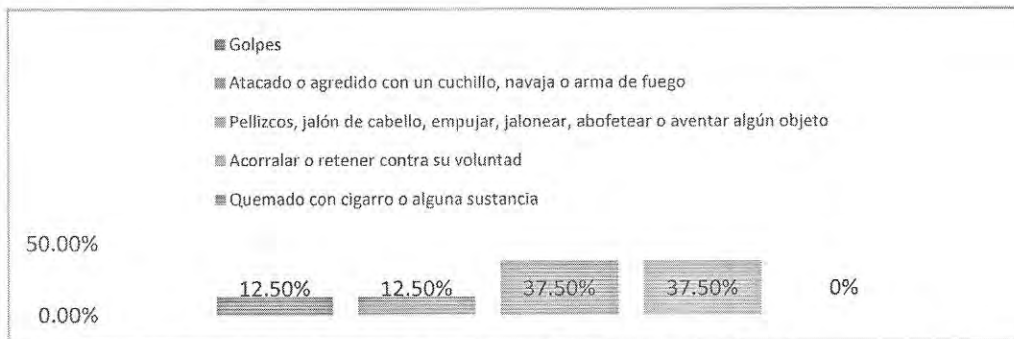 Golpes
Atacado o agredido con un cuchillo, navaja o arma de fuego
Pellizcos, jalón de cabello, empujar, jalonear, abofetear o aventar algún objeto
Acorralar o retener contra su voluntad
Quemado con cigarro o alguna sustancia
50.00%
12.50% 12.50% 37.50% 37.50% 0%
0.00%